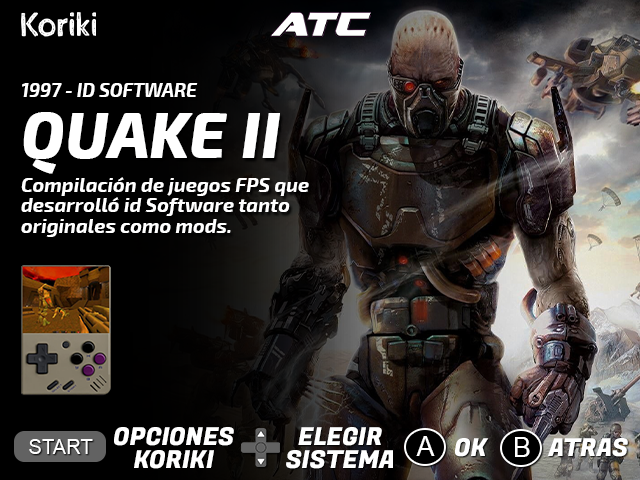 Koriki
ATC
1997 - ID SOFTWARE
QUAKE II
Compilación de juegos FPS que
desarrolló id Software tanto
originales como mods.
START
OPCIONES
KORIKI
ELEGIR
SISTEMA
A
OK
B
ATRAS